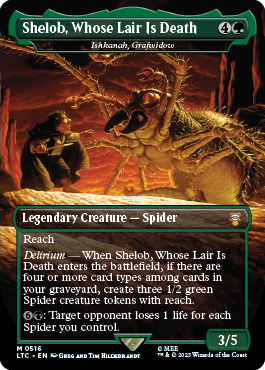 Shelob, Whose Lair Is Death 4
Ishkanah, Grafwidow
Legendary Creature — Spider
Reach
Delirium — When Shelob, Whose Lair Is
Death enters the battlefield, if there are
four or more card types among cards in
your graveyard, create three 1/2 green
Spider creature tokens with reach.
6: Target opponent loses 1 life for each
Spider you control.
3/5
M 0516
LTC • EN Greg and Tim Hildebrandt
© MEE
™ & © 2023 Wizards of the Coast